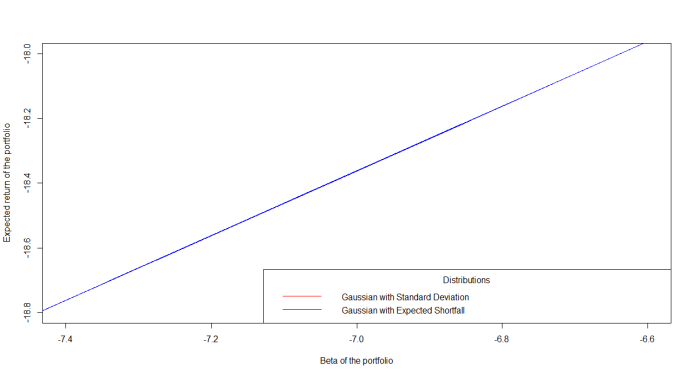 Expected return of the portfolio
-18.0
-18.2
-18.4
-18.6
-18.8
Distributions
Gaussian with Standard Deviation
Gaussian with Expected Shortfall
-7.4 -7.2 -7.0 -6.8 -6.6
Beta of the portfolio